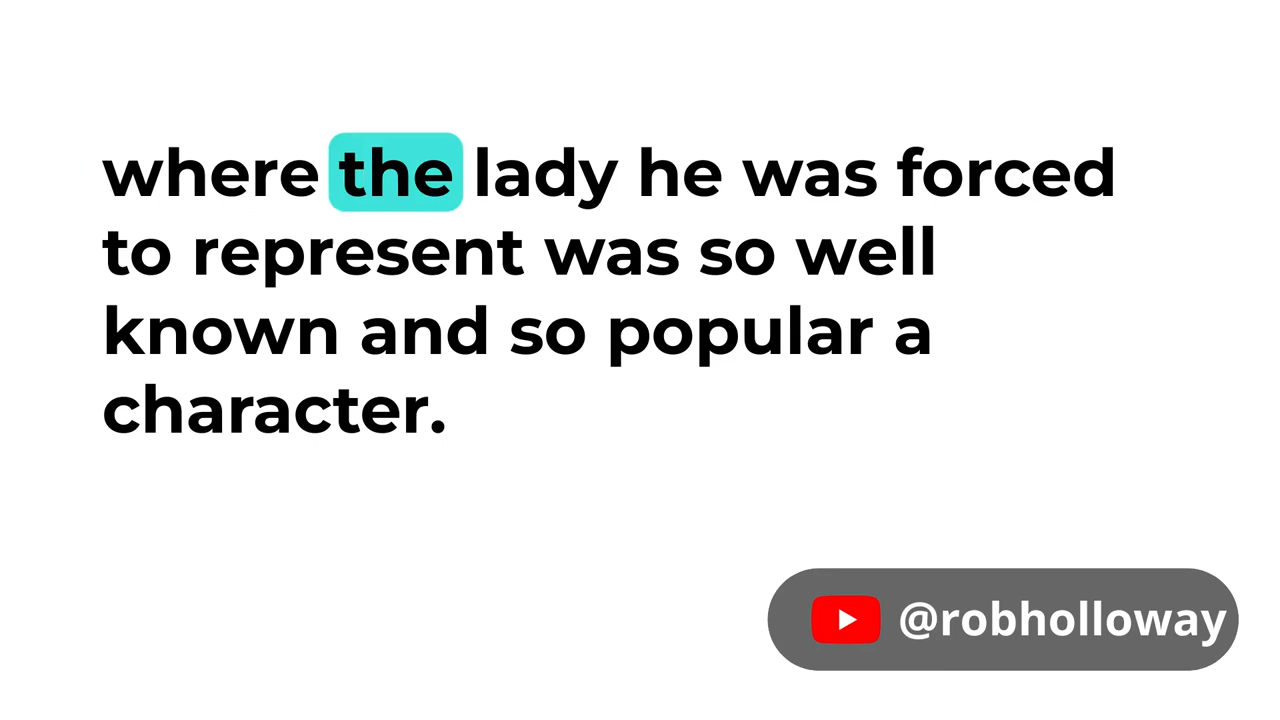 where the lady he was forced
to represent was so well
known and so popular a
character.
@robholloway